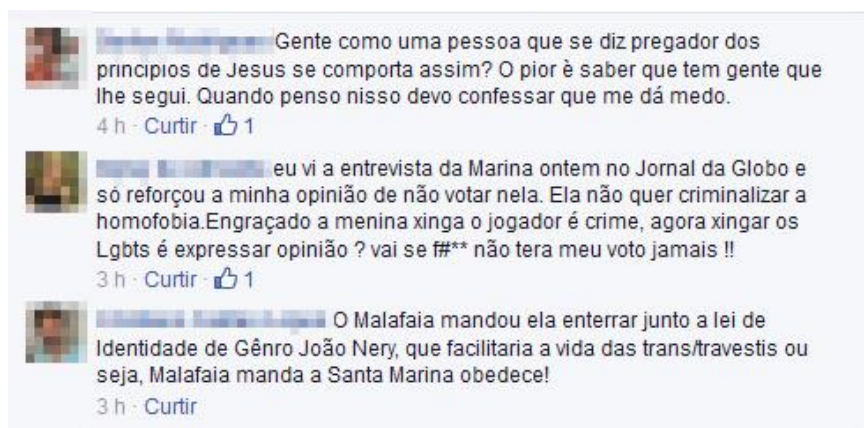 Gente como uma pessoa que se diz pregador dos
princípios de Jesus se comporta assim? O pior è saber que tem gente que
lhe segui. Quando penso nisso devo confessar que me dá medo.
4 h · Curtir · 1
eu vi a entrevista da Marina ontem no Jornal da Globo e
só reforçou a minha opinião de não votar nela. Ela não quer criminalizar a
homofobia.Engraçado a menina xinga o jogador é crime, agora xingar os
Lgbts é expressar opinião ? vai se f#** não tera meu voto jamais !!
3 h · Curtir · 1
O Malafaia mandou ela enterrar junto a lei de
Identidade de Gênro João Nery, que facilitaria a vida das trans/travestis ou
seja, Malafaia manda a Santa Marina obedece!
3 h · Curtir